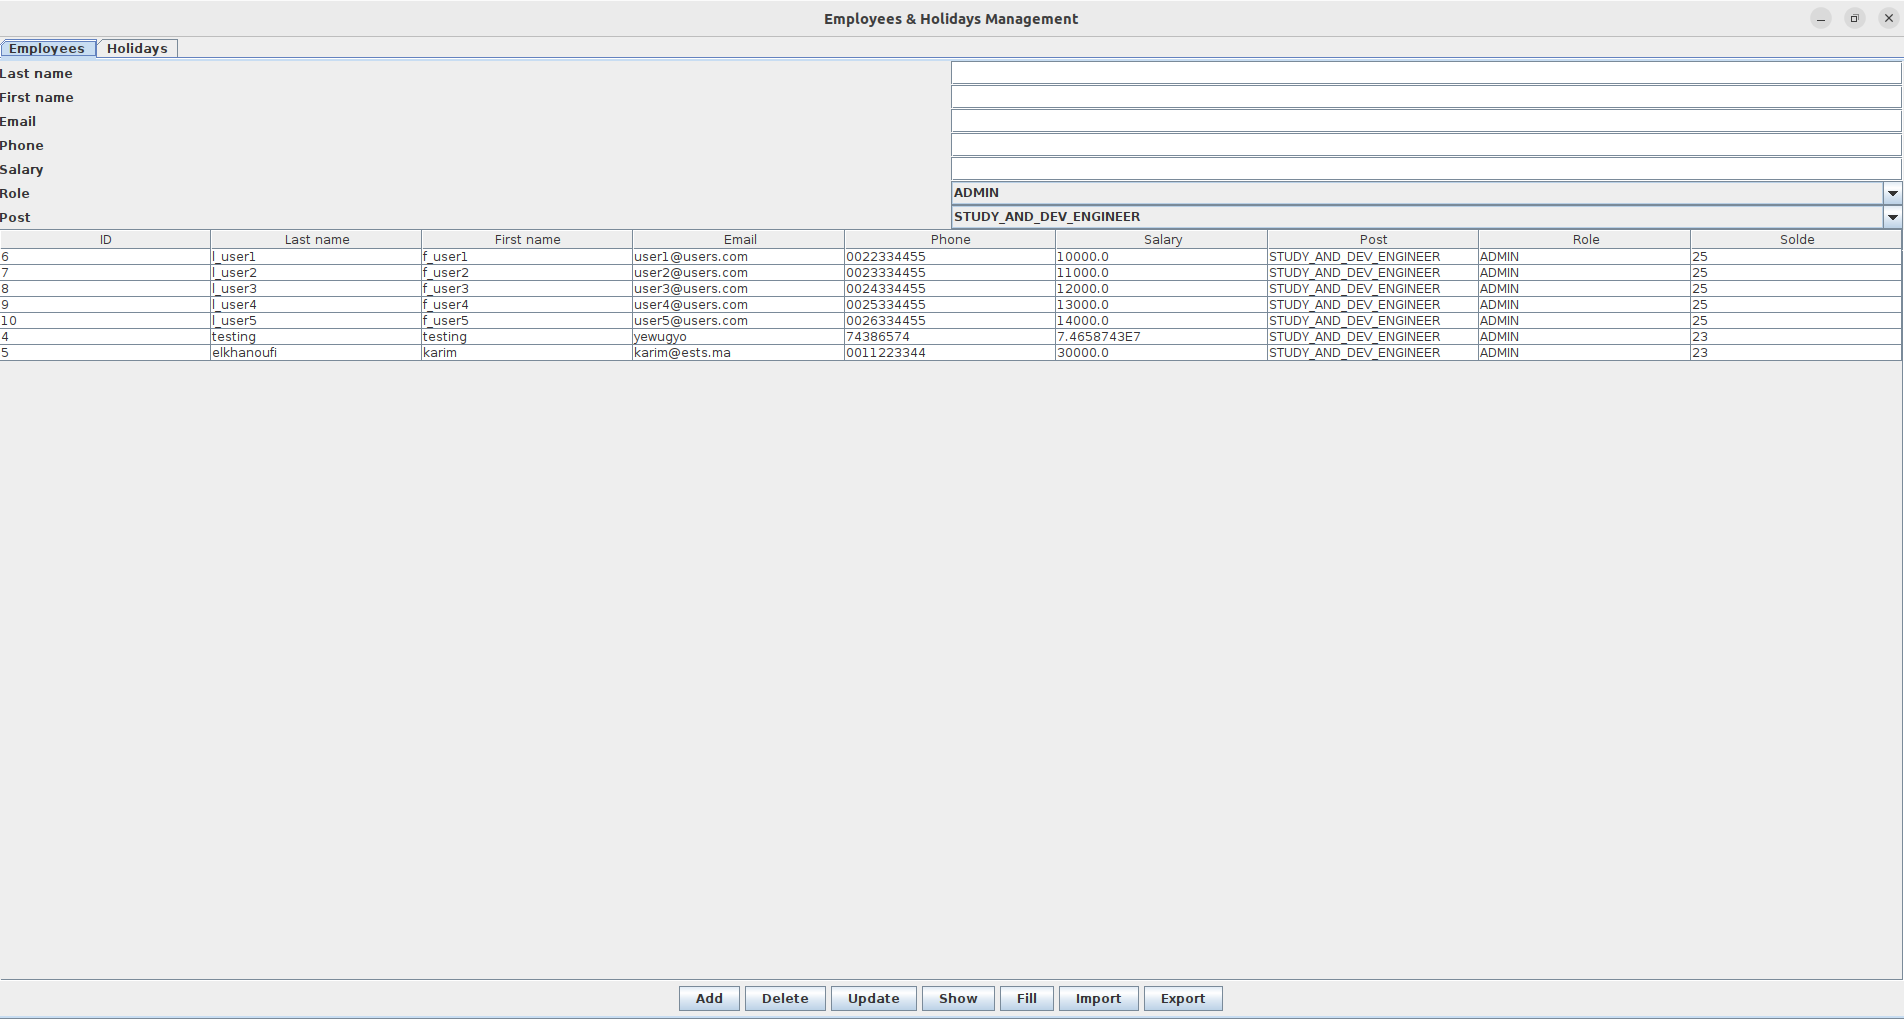 Employees & Holidays Management
Employees Holidays
Last name
First name
Email
Phone
Salary
Role ADMIN
Post STUDY_AND_DEV_ENGINEER
ID Last name First name Email Phone Salary Post Role Solde
6 l_user1 f_user1 user1@users.com 0022334455 10000.0 STUDY_AND_DEV_ENGINEER ADMIN 25
7 l_user2 f_user2 user2@users.com 0023334455 11000.0 STUDY_AND_DEV_ENGINEER ADMIN 25
8 l_user3 f_user3 user3@users.com 0024334455 12000.0 STUDY_AND_DEV_ENGINEER ADMIN 25
9 l_user4 f_user4 user4@users.com 0025334455 13000.0 STUDY_AND_DEV_ENGINEER ADMIN 25
10 l_user5 f_user5 user5@users.com 0026334455 14000.0 STUDY_AND_DEV_ENGINEER ADMIN 25
4 testing testing yewugyo 74386574 7.4658743E7 STUDY_AND_DEV_ENGINEER ADMIN 23
5 elkhanoufi karim karim@ests.ma 0011223344 30000.0 STUDY_AND_DEV_ENGINEER ADMIN 23
Add Delete Update Show Fill Import Export